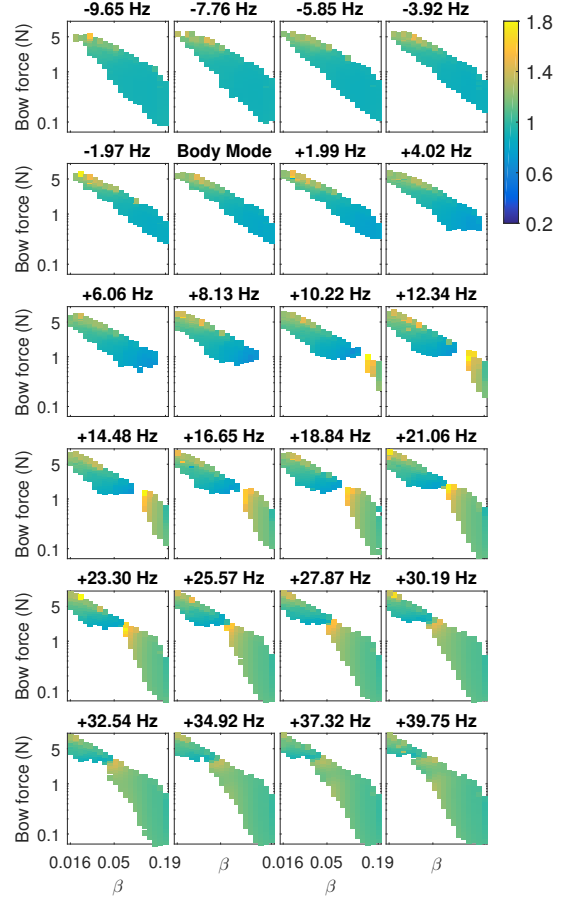 -9.65 Hz -7.76 Hz -5.85 Hz -3.92 Hz
Bow force (N) 5 1 0.1
1.8 1.4 1 0.6 0.2
-1.97 Hz Body Mode +1.99 Hz +4.02 Hz
Bow force (N) 5 1 0.1
+6.06 Hz +8.13 Hz +10.22 Hz +12.34 Hz
Bow force (N) 5 1 0.1
+14.48 Hz +16.65 Hz +18.84 Hz +21.06 Hz
Bow force (N) 5 1 0.1
+23.30 Hz +25.57 Hz +27.87 Hz +30.19 Hz
Bow force (N) 5 1 0.1
+32.54 Hz +34.92 Hz +37.32 Hz +39.75 Hz
Bow force (N) 5 1 0.1
0.016 0.05 0.19 0.016 0.05 0.19
β β β β